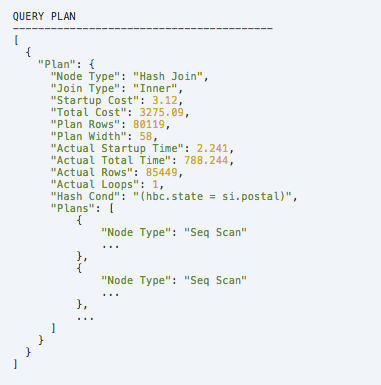 QUERY PLAN
-----------------------------------------
[
  {
    "Plan": {
      "Node Type": "Hash Join",
      "Join Type": "Inner",
      "Startup Cost": 3.12,
      "Total Cost": 3275.09,
      "Plan Rows": 80119,
      "Plan Width": 58,
      "Actual Startup Time": 2.241,
      "Actual Total Time": 788.244,
      "Actual Rows": 85449,
      "Actual Loops": 1,
      "Hash Cond": "(hbc.state = si.postal)",
      "Plans": [
          {
              "Node Type": "Seq Scan"
              ...
          },
          {
              "Node Type": "Seq Scan"
              ...
          },
          ...
      ]
    }
  }
]